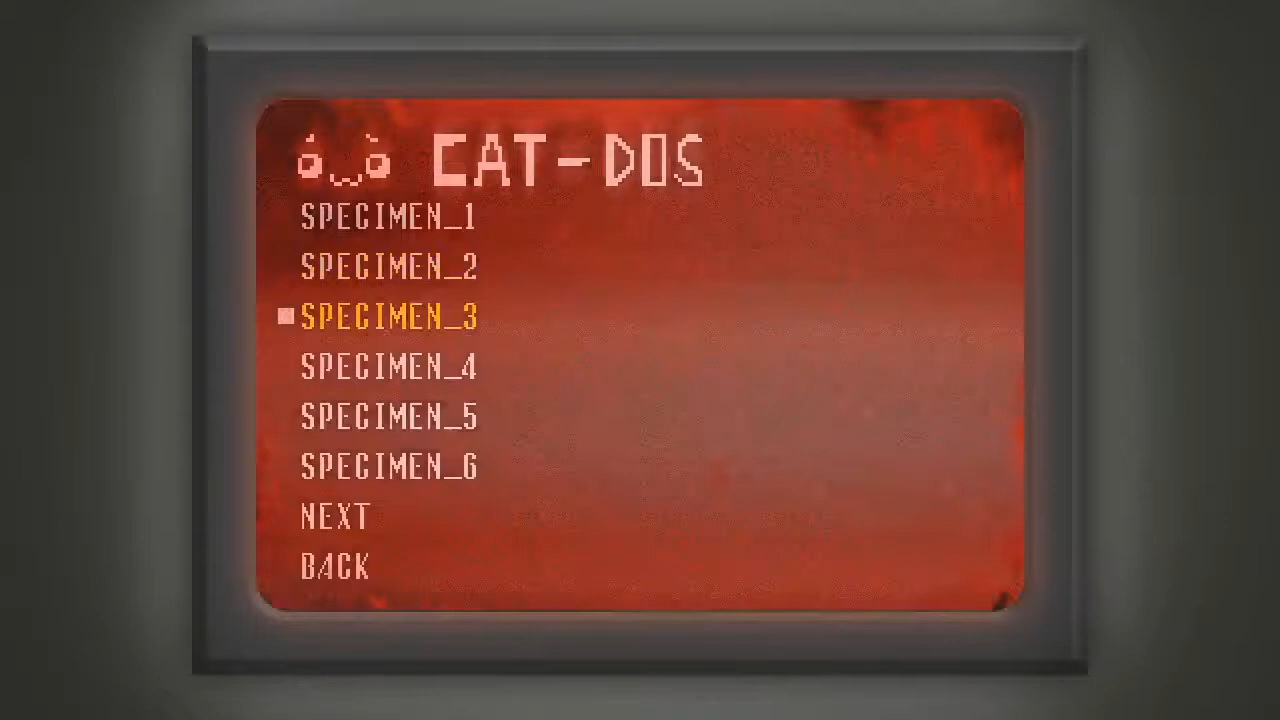 CAT-DOS
SPECIMEN_1
SPECIMEN_2
SPECIMEN_3
SPECIMEN_4
SPECIMEN_5
SPECIMEN_6
NEXT
BACK